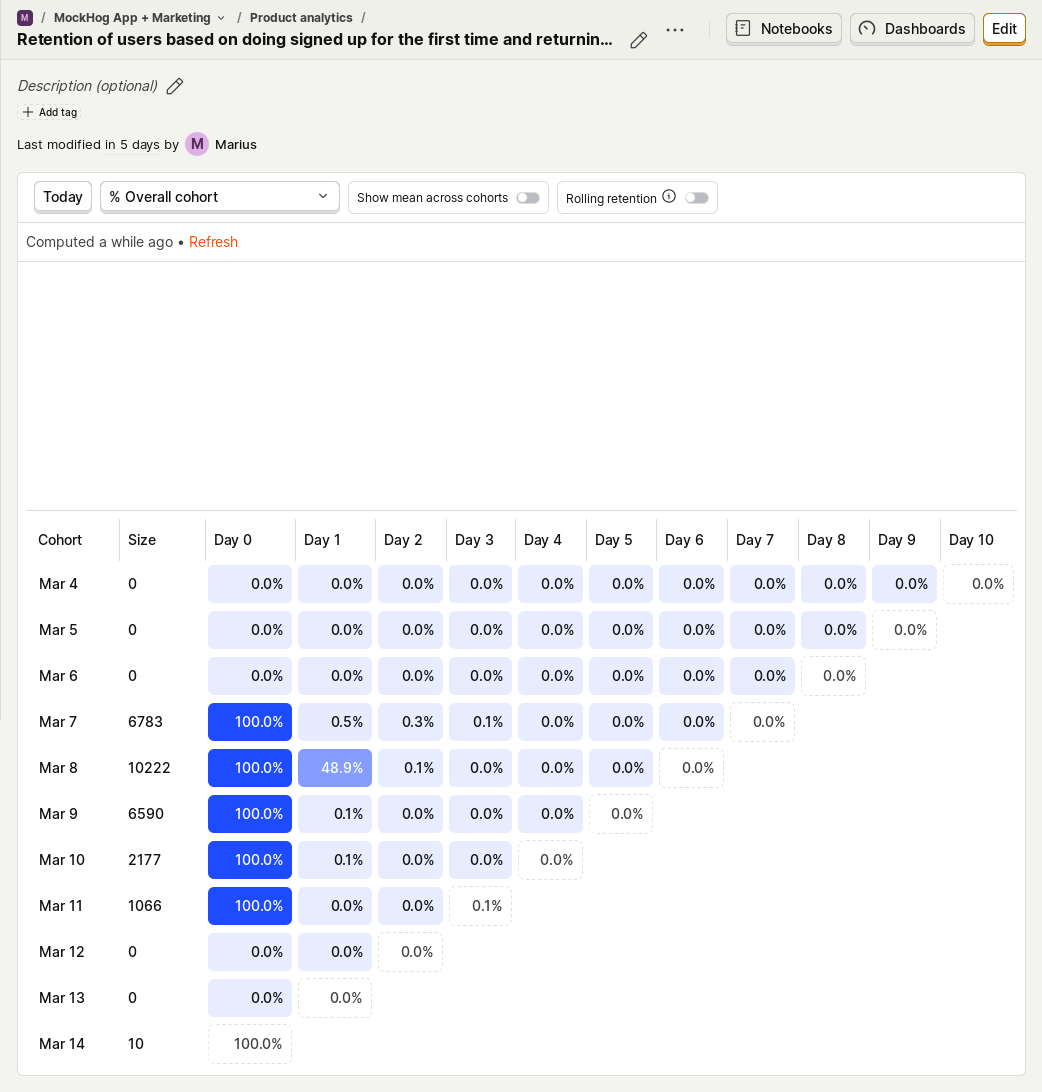 M / MockHog App + Marketing / Product analytics /
Retention of users based on doing signed up for the first time and returnin...
Notebooks Dashboards Edit
Description (optional)
Add tag
Last modified in 5 days by M Marius
Today % Overall cohort Show mean across cohorts Rolling retention
Computed a while ago • Refresh
Cohort Size Day 0 Day 1 Day 2 Day 3 Day 4 Day 5 Day 6 Day 7 Day 8 Day 9 Day 10
Mar 4 0 0.0% 0.0% 0.0% 0.0% 0.0% 0.0% 0.0% 0.0% 0.0% 0.0% 0.0%
Mar 5 0 0.0% 0.0% 0.0% 0.0% 0.0% 0.0% 0.0% 0.0% 0.0% 0.0%
Mar 6 0 0.0% 0.0% 0.0% 0.0% 0.0% 0.0% 0.0% 0.0% 0.0%
Mar 7 6783 100.0% 0.5% 0.3% 0.1% 0.0% 0.0% 0.0% 0.0%
Mar 8 10222 100.0% 48.9% 0.1% 0.0% 0.0% 0.0% 0.0%
Mar 9 6590 100.0% 0.1% 0.0% 0.0% 0.0% 0.0%
Mar 10 2177 100.0% 0.1% 0.0% 0.0% 0.0%
Mar 11 1066 100.0% 0.0% 0.0% 0.1%
Mar 12 0 0.0% 0.0% 0.0%
Mar 13 0 0.0% 0.0%
Mar 14 10 100.0%